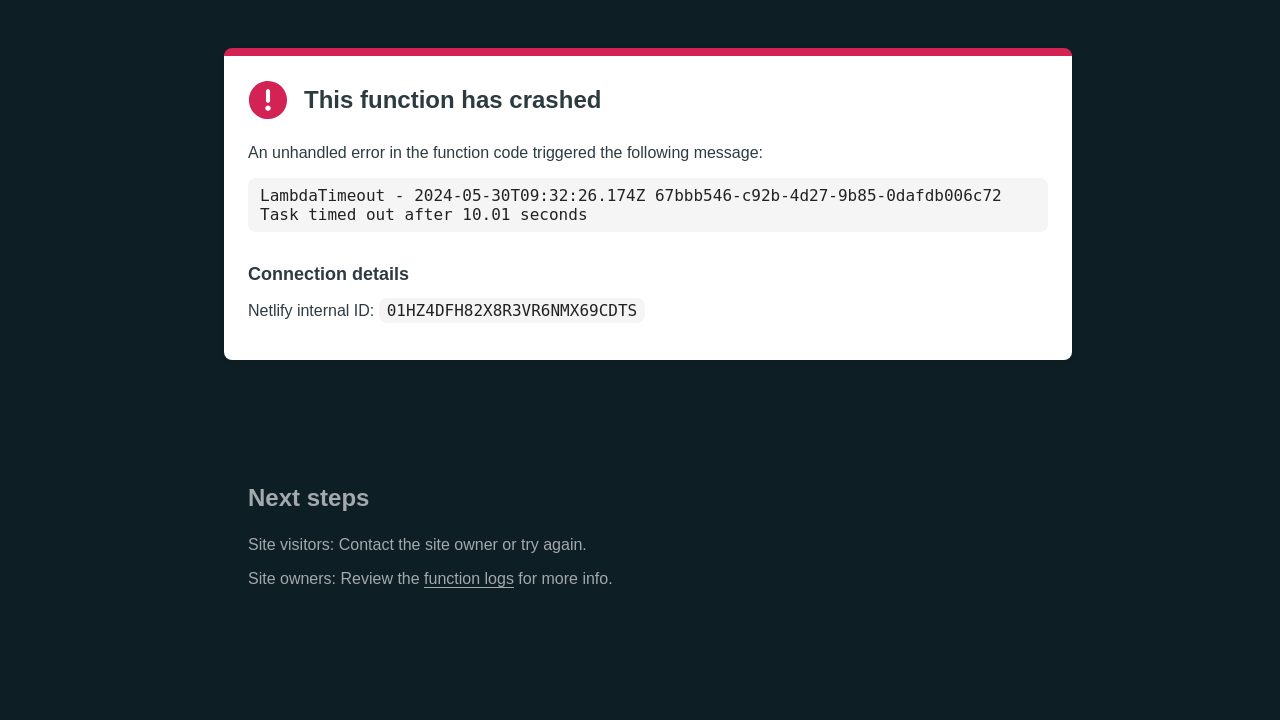 This function has crashed
An unhandled error in the function code triggered the following message:
LambdaTimeout - 2024-05-30T09:32:26.174Z 67bbb546-c92b-4d27-9b85-0dafdb006c72
Task timed out after 10.01 seconds
Connection details
Netlify internal ID: 01HZ4DFH82X8R3VR6NMX69CDTS
Next steps
Site visitors: Contact the site owner or try again.
Site owners: Review the function logs for more info.